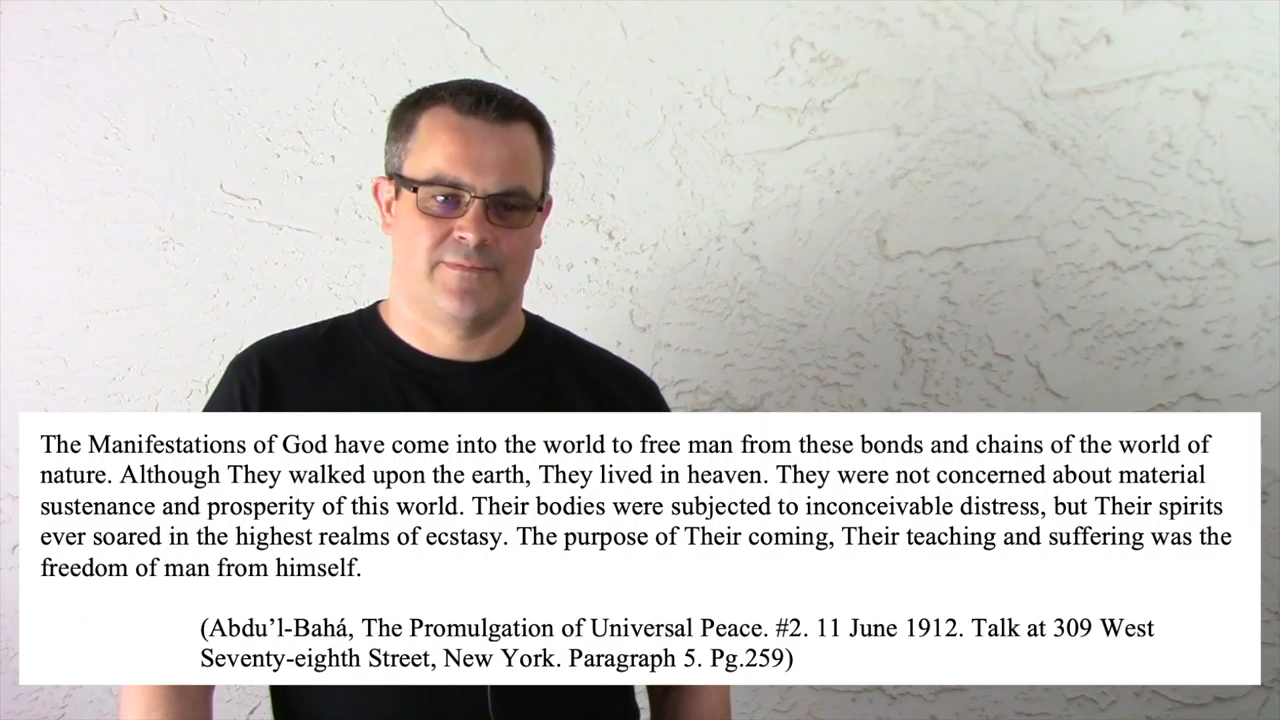 The Manifestations of God have come into the world to free man from these bonds and chains of the world of
nature. Although They walked upon the earth, They lived in heaven. They were not concerned about material
sustenance and prosperity of this world. Their bodies were subjected to inconceivable distress, but Their spirits
ever soared in the highest realms of ecstasy. The purpose of Their coming, Their teaching and suffering was the
freedom of man from himself.
(Abdu’l-Bahá, The Promulgation of Universal Peace. #2. 11 June 1912. Talk at 309 West
Seventy-eighth Street, New York. Paragraph 5. Pg.259)